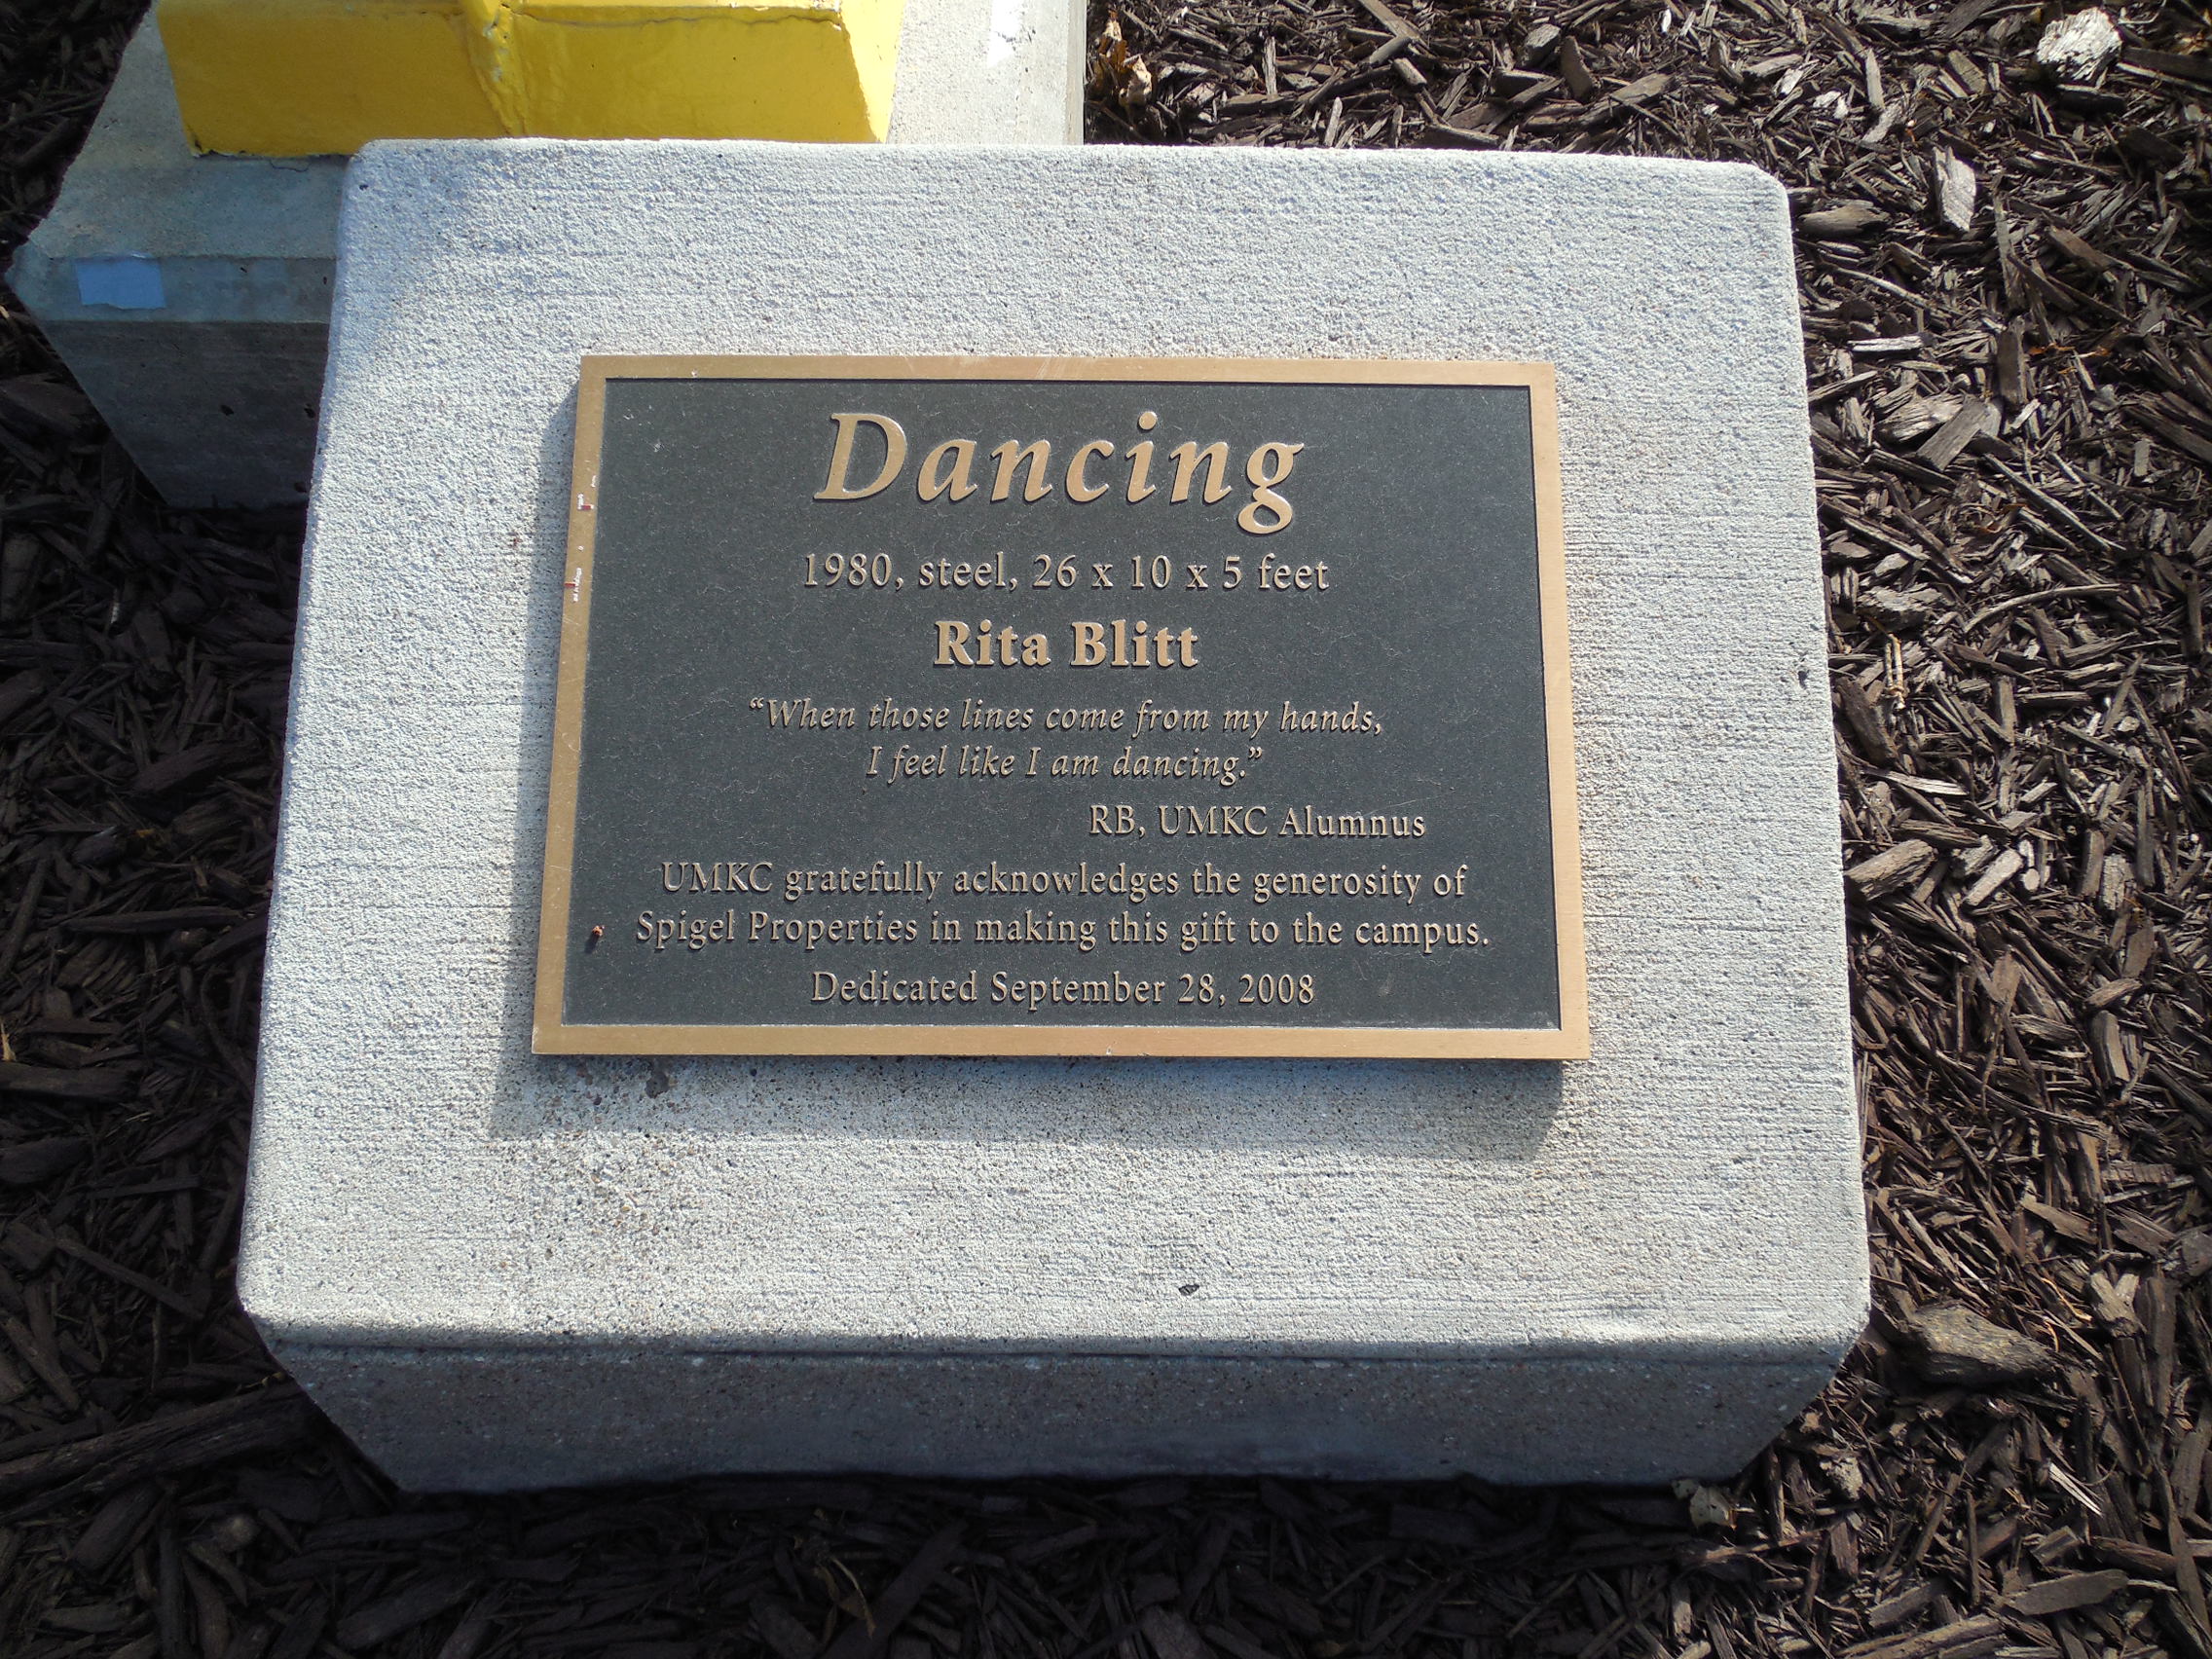 Dancing
1980, steel, 26 x 10 x 5 feet
Rita Blitt
“When those lines come from my hands,
I feel like I am dancing.”
RB, UMKC Alumnus
UMKC gratefully acknowledges the generosity of
Spigel Properties in making this gift to the campus.
Dedicated September 28, 2008